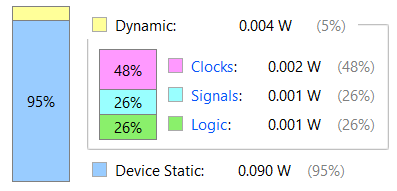 Dynamic: 0.004 W (5%)
48% Clocks: 0.002 W (48%)
95% 26% Signals: 0.001 W (26%)
26% Logic: 0.001 W (26%)
Device Static: 0.090 W (95%)